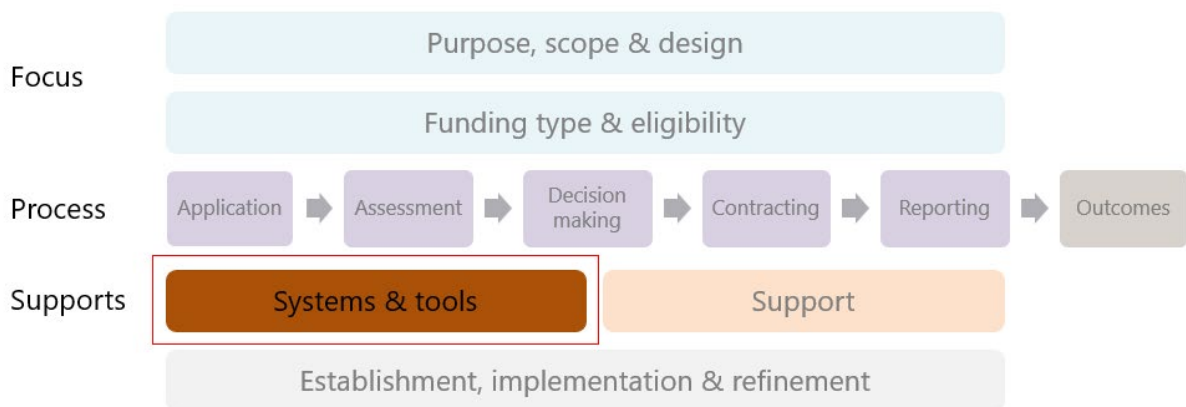 Purpose, scope & design
Focus
Funding type & eligibility
Process
Application
Assessment
Decision
making
Contracting
Reporting
Outcomes
Supports
Systems & tools
Support
Establishment, implementation & refinement